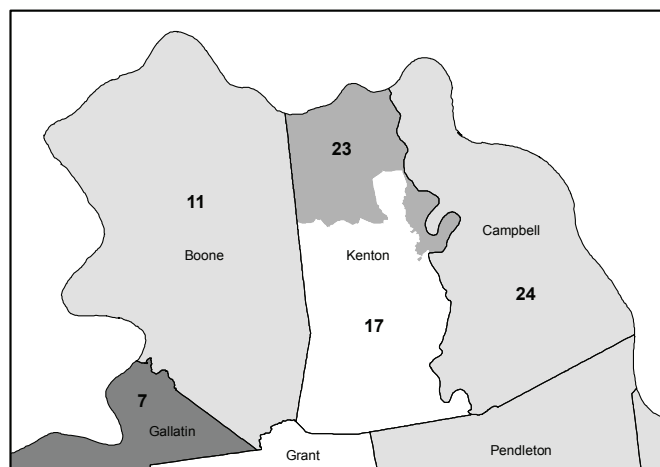 23
11
Campbell
Boone
Kenton
24
17
7
Gallatin
Grant
Pendleton